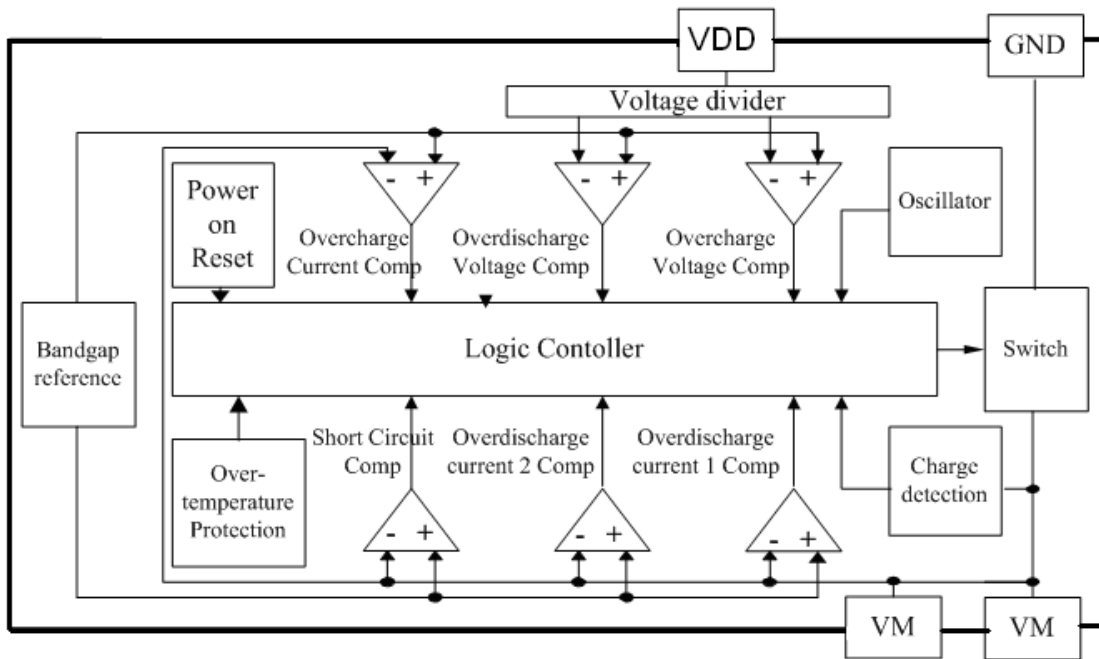 VDD
GND
Voltage divider
- +
- +
- +
Power
on
Reset
Oscillator
Overcharge
Current Comp
Overdischarge
Voltage Comp
Overcharge
Voltage Comp
Bandgap
reference
Logic Contoller
Switch
Short Circuit
Comp
Overdischarge
current 2 Comp
Overdischarge
current 1 Comp
Over-
temperature
Protection
Charge
detection
- +
- +
- +
VM
VM